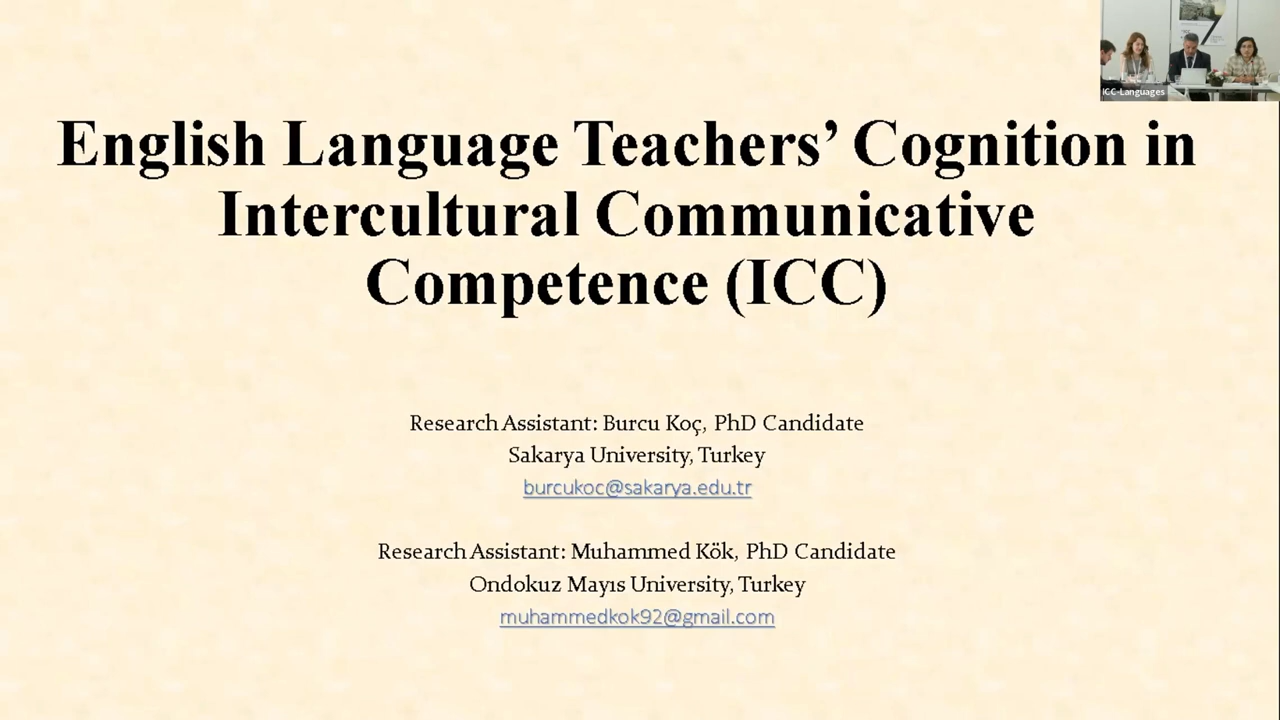 English Language Teachers’ Cognition in
Intercultural Communicative
Competence (ICC)
Research Assistant: Burcu Koç, PhD Candidate
Sakarya University, Turkey
burcukoc@sakarya.edu.tr
Research Assistant: Muhammed Kök, PhD Candidate
Ondokuz Mayıs University, Turkey
muhammedkok92@gmail.com
ICC-Languages